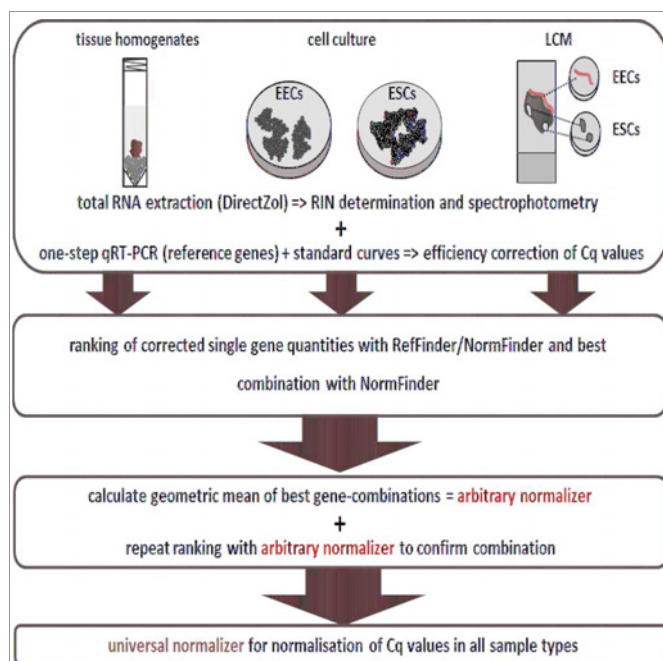 tissue homogenates
cell culture
LCM
EECs
ESCs
EECs
ESCs
total RNA extraction (DirectZol) => RIN determination and spectrophotometry
+
one-step qRT-PCR (reference genes) + standard curves => efficiency correction of Cq values
ranking of corrected single gene quantities with RefFinder/NormFinder and best
combination with NormFinder
calculate geometric mean of best gene-combinations = arbitrary normalizer
+
repeat ranking with arbitrary normalizer to confirm combination
universal normalizer for normalisation of Cq values in all sample types